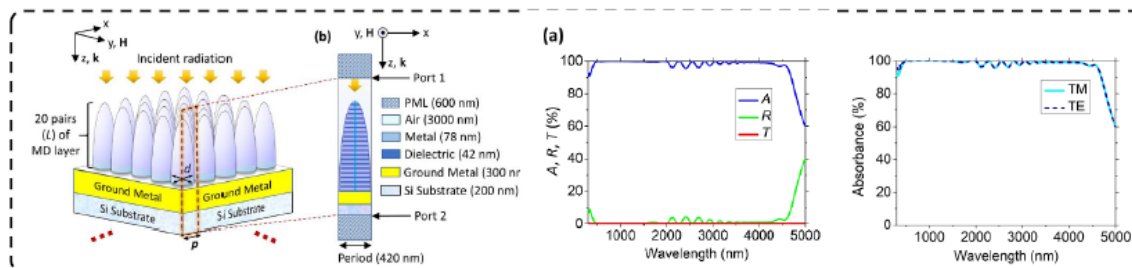 x
y, H
z, k
Incident radiation
20 pairs
(L) of
MD layer
d
Ground Metal
Ground Metal
Si Substrate
Si Substrate
p
(b)
y, H
x
z, k
Port 1
PML (600 nm)
Air (3000 nm)
Metal (78 nm)
Dielectric (42 nm)
Ground Metal (300 nr
Si Substrate (200 nm)
Port 2
Period (420 nm)
(a)
A, R, T (%)
100
80
60
40
20
0
A
R
T
1000 2000 3000 4000 5000
Wavelength (nm)
Absorbance (%)
100
80
60
40
20
0
TM
TE
1000 2000 3000 4000 5000
Wavelength (nm)